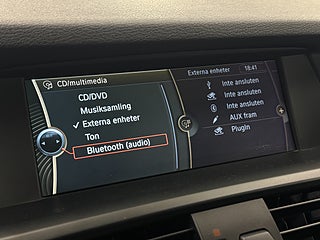 CD/multimedia
CD/DVD
Musiksamling
Externa enheter
Ton
Bluetooth (audio)
Externa enheter 18:41
Inte ansluten
Inte ansluten
Inte ansluten
AUX fram
PlugIn